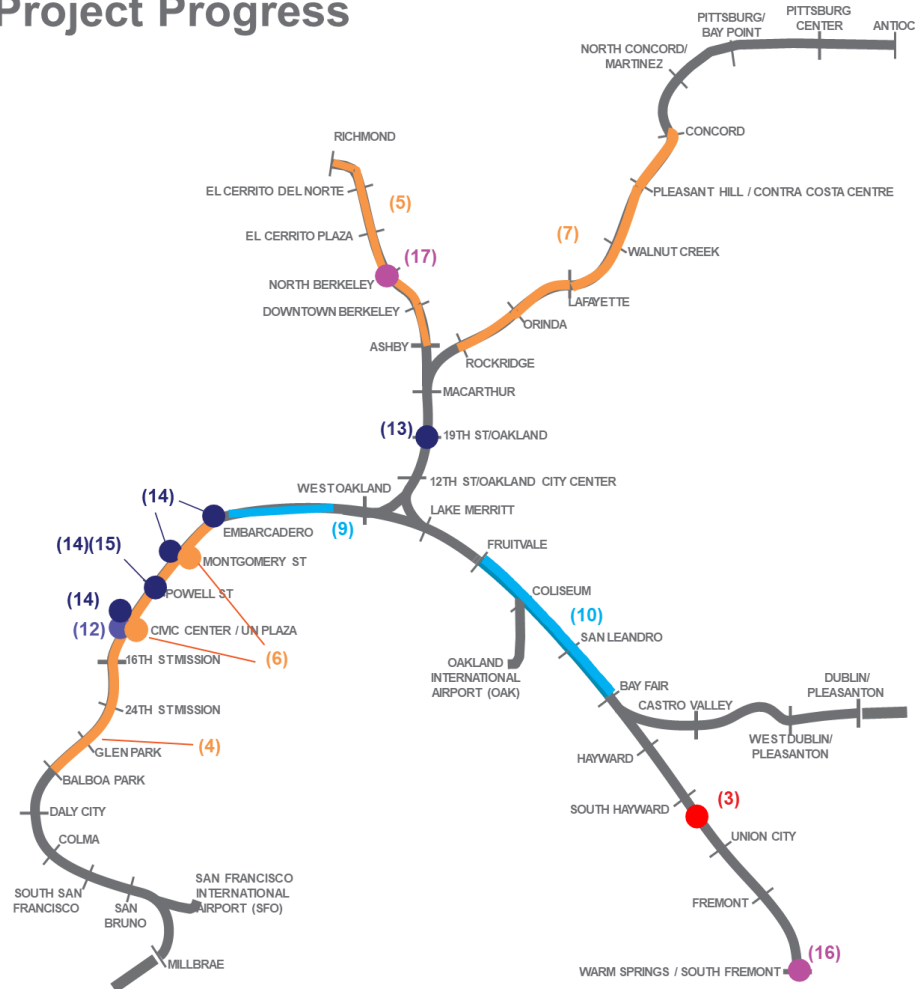 Project Progress
PITTSBURG/
BAY POINT
PITTSBURG
CENTER
ANTIOC
NORTH CONCORD/
MARTINEZ
CONCORD
RICHMOND
EL CERRITO DEL NORTE
(5)
PLEASANT HILL / CONTRA COSTA CENTRE
EL CERRITO PLAZA
(7)
WALNUT CREEK
(17)
NORTH BERKELEY
LAFAYETTE
DOWNTOWN BERKELEY
ORINDA
ASHBY
ROCKRIDGE
MACARTHUR
(13)
19TH ST/OAKLAND
12TH ST/OAKLAND CITY CENTER
WEST OAKLAND
(14)
LAKE MERRITT
EMBARCADERO
(9)
FRUITVALE
(14)(15)
MONTGOMERY ST
POWELL ST
COLISEUM
(14)
(10)
(12)
CIVIC CENTER / UN PLAZA
SAN LEANDRO
(6)
16TH ST MISSION
OAKLAND
INTERNATIONAL
AIRPORT (OAK)
BAY FAIR
DUBLIN/
PLEASANTON
CASTRO VALLEY
24TH ST MISSION
WEST DUBLIN/
PLEASANTON
(4)
GLEN PARK
HAYWARD
BALBOA PARK
(3)
SOUTH HAYWARD
DALY CITY
UNION CITY
COLMA
SAN FRANCISCO
INTERNATIONAL
AIRPORT (SFO)
SOUTH SAN
FRANCISCO
SAN
BRUNO
FREMONT
(16)
MILLBRAE
WARM SPRINGS / SOUTH FREMONT